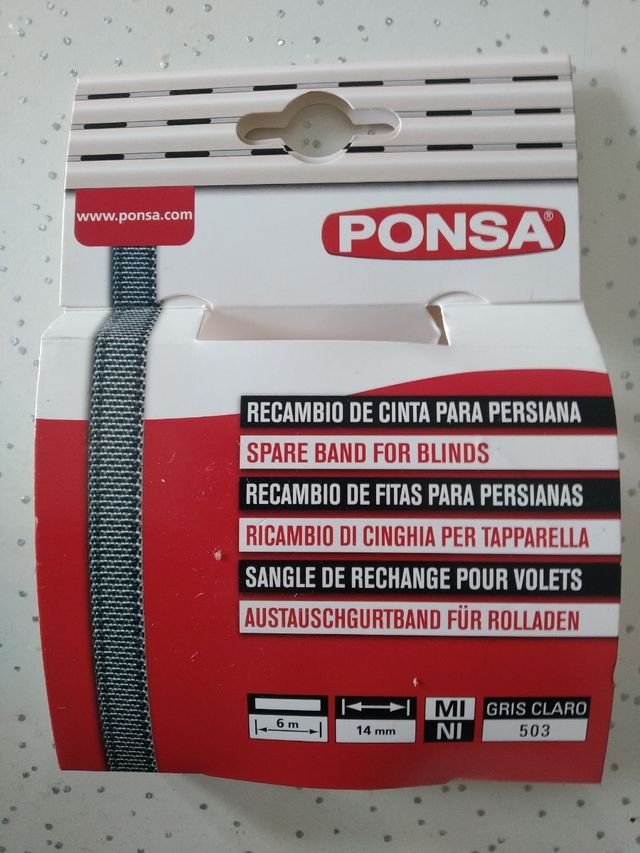 www.ponsa.com
PONSA®
RECAMBIO DE CINTA PARA PERSIANA
SPARE BAND FOR BLINDS
RECAMBIO DE FITAS PARA PERSIANAS
RICAMBIO DI CINGHIA PER TAPPARELLA
SANGLE DE RECHANGE POUR VOLETS
AUSTAUSCHGURTBAND FÜR ROLLADEN
6 m
14 mm
MI
NI
GRIS CLARO
503